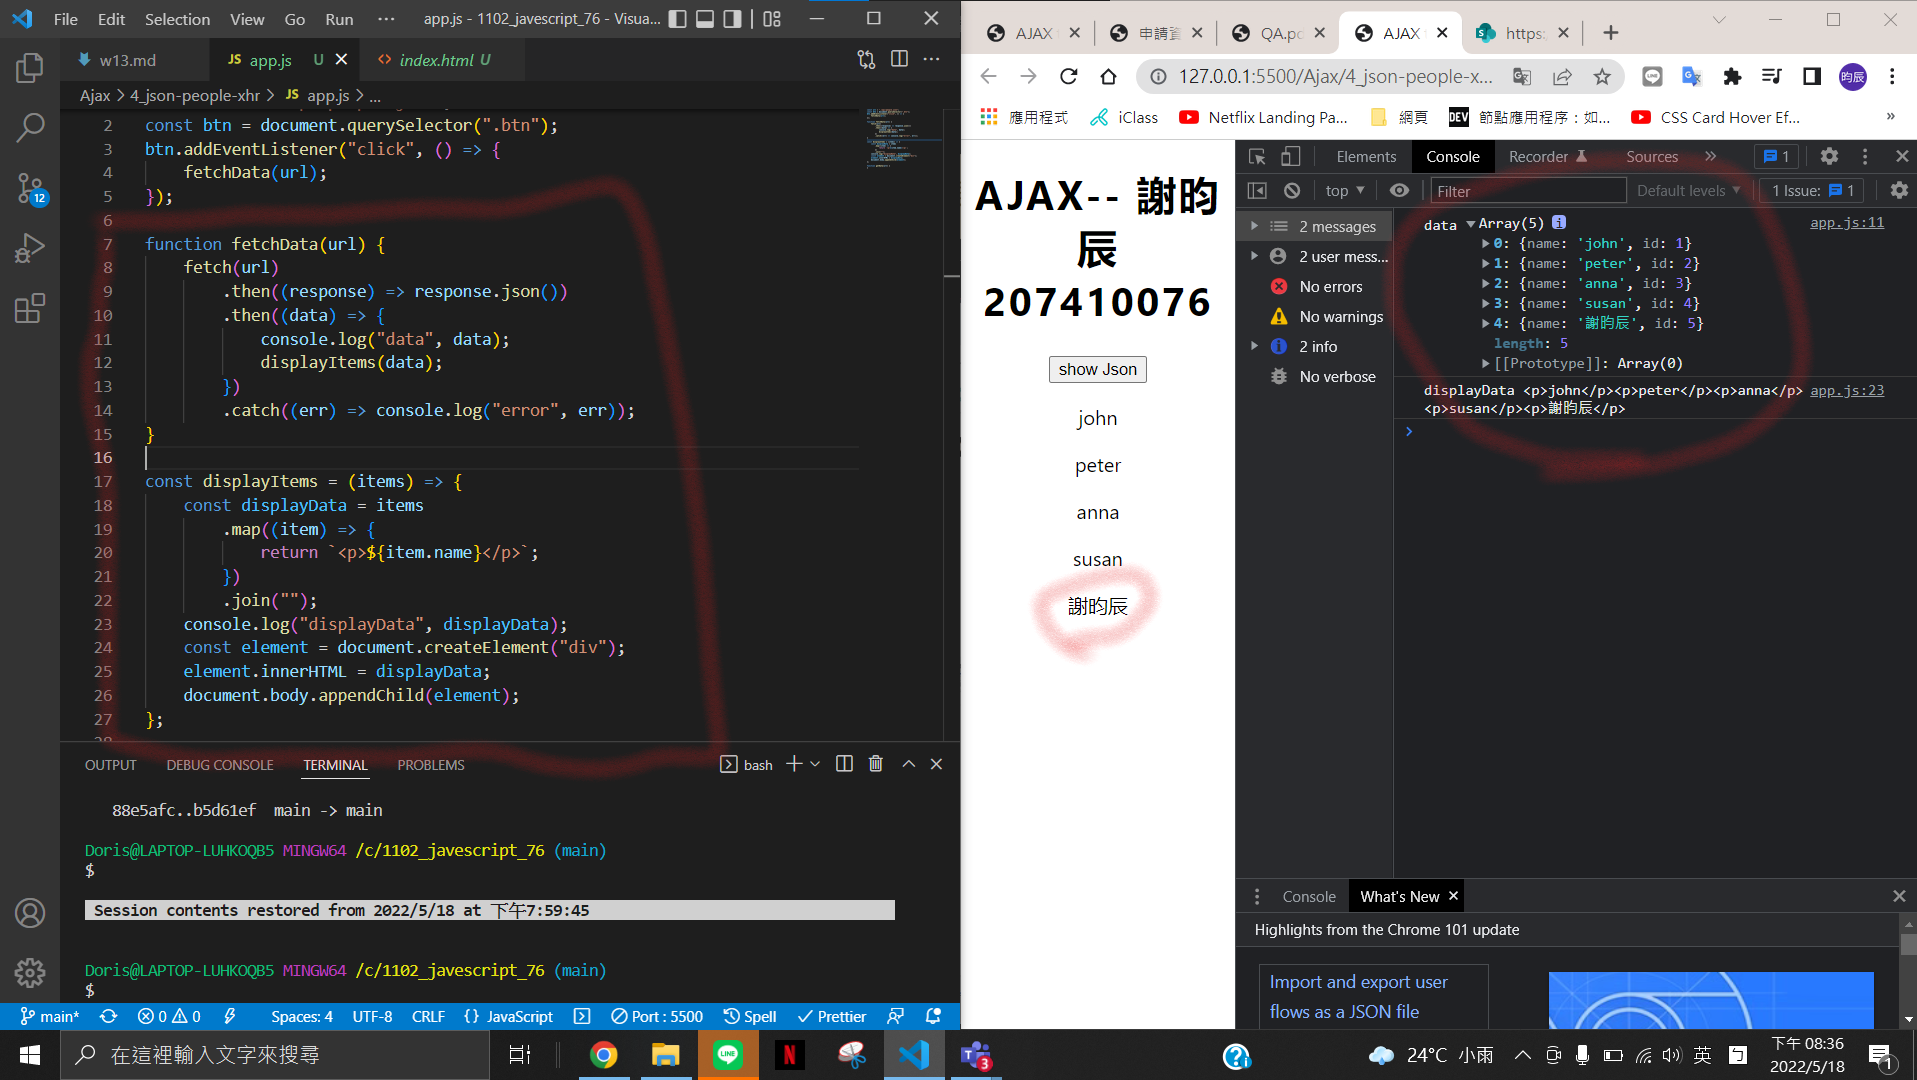 File Edit Selection View Go Run ··· app.js - 1102_javescript_76 - Visua...
w13.md JS app.js U <> index.html U
Ajax > 4_json-people-xhr > JS app.js > ...
2 const btn = document.querySelector(".btn");
3 btn.addEventListener("click", () => {
4 fetchData(url);
5 });
6
7 function fetchData(url) {
8 fetch(url)
9 .then((response) => response.json())
10 .then((data) => {
11 console.log("data", data);
12 displayItems(data);
13 })
14 .catch((err) => console.log("error", err));
15 }
16
17 const displayItems = (items) => {
18 const displayData = items
19 .map((item) => {
20 return `<p>${item.name}</p>`;
21 })
22 .join("");
23 console.log("displayData", displayData);
24 const element = document.createElement("div");
25 element.innerHTML = displayData;
26 document.body.appendChild(element);
27 };
12
OUTPUT DEBUG CONSOLE TERMINAL PROBLEMS bash
88e5afc..b5d61ef main -> main
Doris@LAPTOP-LUHKOQB5 MINGW64 /c/1102_javescript_76 (main)
$
Session contents restored from 2022/5/18 at 下午7:59:45
Doris@LAPTOP-LUHKOQB5 MINGW64 /c/1102_javescript_76 (main)
$
main* 0 0 Spaces: 4 UTF-8 CRLF {} JavaScript Port : 5500 Spell Prettier
AJAX 申請資 QA.pd AJAX https:
127.0.0.1:5500/Ajax/4_json-people-x... 昀辰
應用程式 iClass Netflix Landing Pa... 網頁 DEV 節點應用程序：如... CSS Card Hover Ef... »
AJAX-- 謝昀
辰
207410076
show Json
john
peter
anna
susan
謝昀辰
Elements Console Recorder Sources » 1
top Filter Default levels 1 Issue: 1
2 messages
2 user mess...
No errors
No warnings
2 info
No verbose
data Array(5) i app.js:11
0: {name: 'john', id: 1}
1: {name: 'peter', id: 2}
2: {name: 'anna', id: 3}
3: {name: 'susan', id: 4}
4: {name: '謝昀辰', id: 5}
length: 5
[[Prototype]]: Array(0)
displayData <p>john</p><p>peter</p><p>anna</p> app.js:23
<p>susan</p><p>謝昀辰</p>
Console What's New
Highlights from the Chrome 101 update
Import and export user
flows as a JSON file
在這裡輸入文字來搜尋 LINE N 3 24°C 小雨 英 下午 08:36
2022/5/18 1